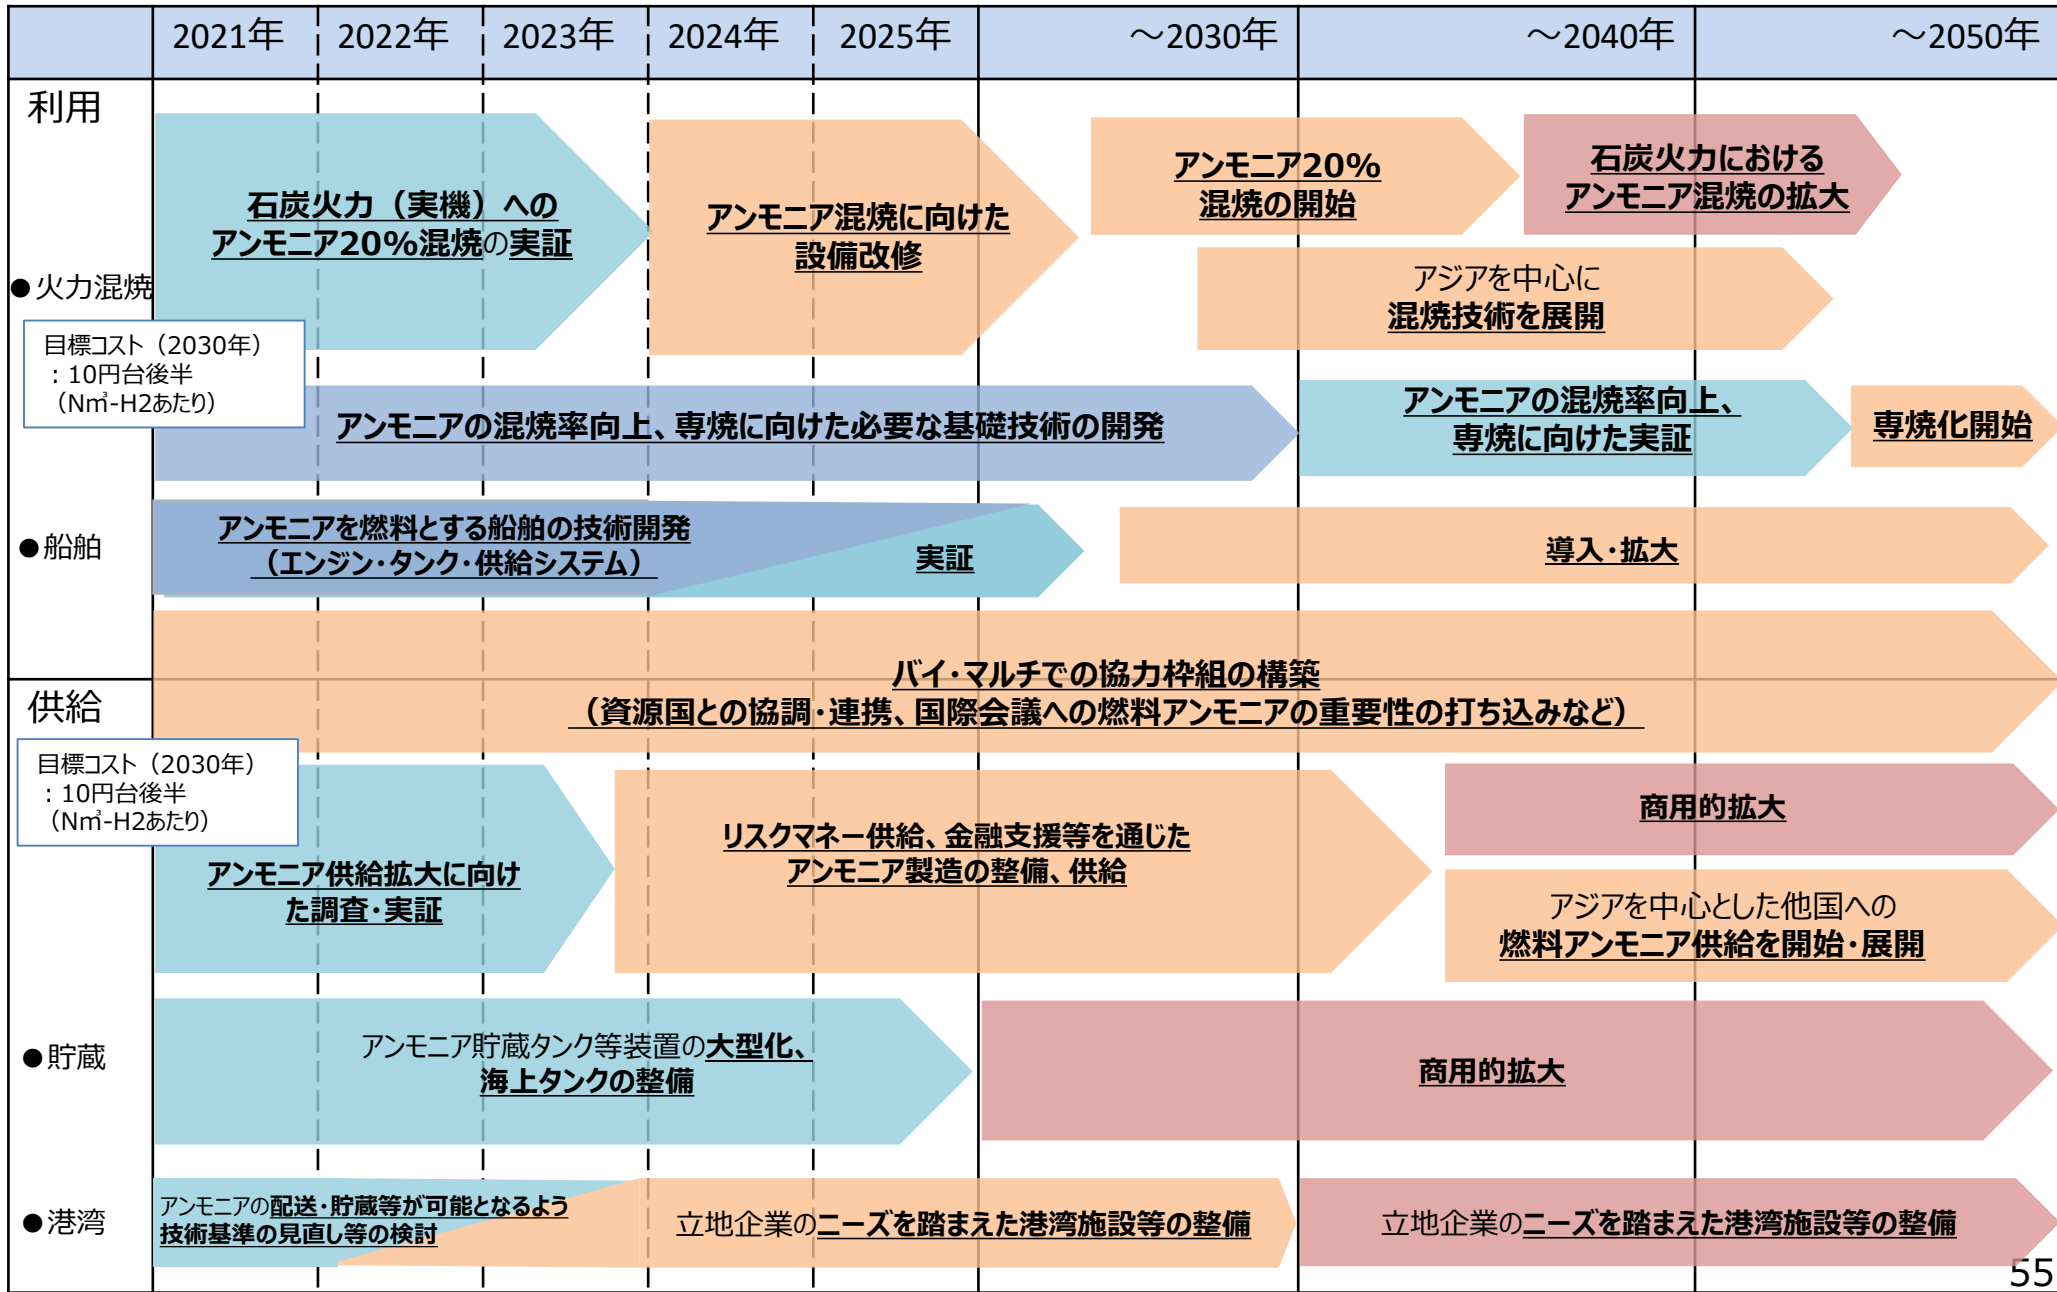 2021年 2022年 2023年 2024年 2025年 ～2030年 ～2040年 ～2050年
利用
石炭火力（実機）への
アンモニア20%混焼の実証
アンモニア混焼に向けた
設備改修
アンモニア20%
混焼の開始
石炭火力における
アンモニア混焼の拡大
●火力混焼
アジアを中心に
混焼技術を展開
目標コスト（2030年）
：10円台後半
（Nm³-H2あたり）
アンモニアの混焼率向上、専焼に向けた必要な基礎技術の開発
アンモニアの混焼率向上、
専焼に向けた実証
専焼化開始
●船舶
アンモニアを燃料とする船舶の技術開発
（エンジン・タンク・供給システム）
実証
導入・拡大
バイ・マルチでの協力枠組の構築
（資源国との協調・連携、国際会議への燃料アンモニアの重要性の打ち込みなど）
供給
目標コスト（2030年）
：10円台後半
（Nm³-H2あたり）
アンモニア供給拡大に向け
た調査・実証
リスクマネー供給、金融支援等を通じた
アンモニア製造の整備、供給
商用的拡大
アジアを中心とした他国への
燃料アンモニア供給を開始・展開
●貯蔵
アンモニア貯蔵タンク等装置の大型化、
海上タンクの整備
商用的拡大
●港湾
アンモニアの配送・貯蔵等が可能となるよう
技術基準の見直し等の検討
立地企業のニーズを踏まえた港湾施設等の整備
立地企業のニーズを踏まえた港湾施設等の整備
55